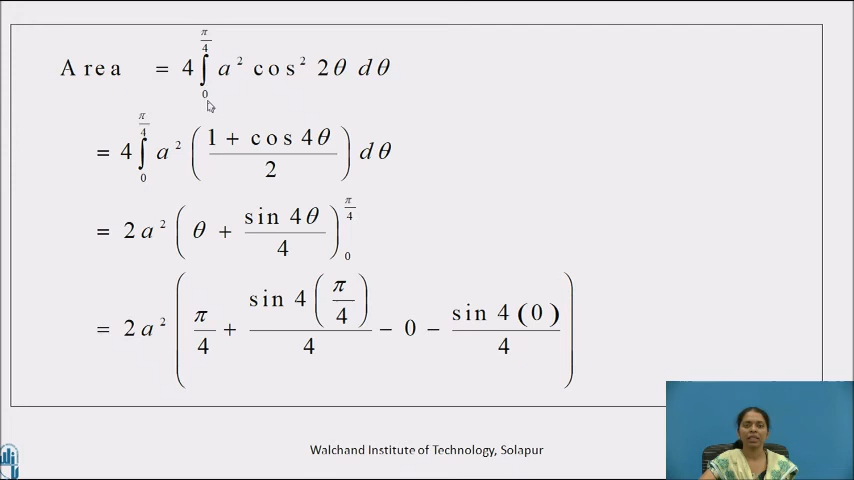 Area = 4 ∫₀^{π/4} a² cos² 2θ dθ
= 4 ∫₀^{π/4} a² ( (1 + cos 4θ) / 2 ) dθ
= 2a² ( θ + (sin 4θ) / 4 )₀^{π/4}
= 2a² ( π/4 + (sin 4 (π/4)) / 4 − 0 − (sin 4 (0)) / 4 )
Walchand Institute of Technology, Solapur